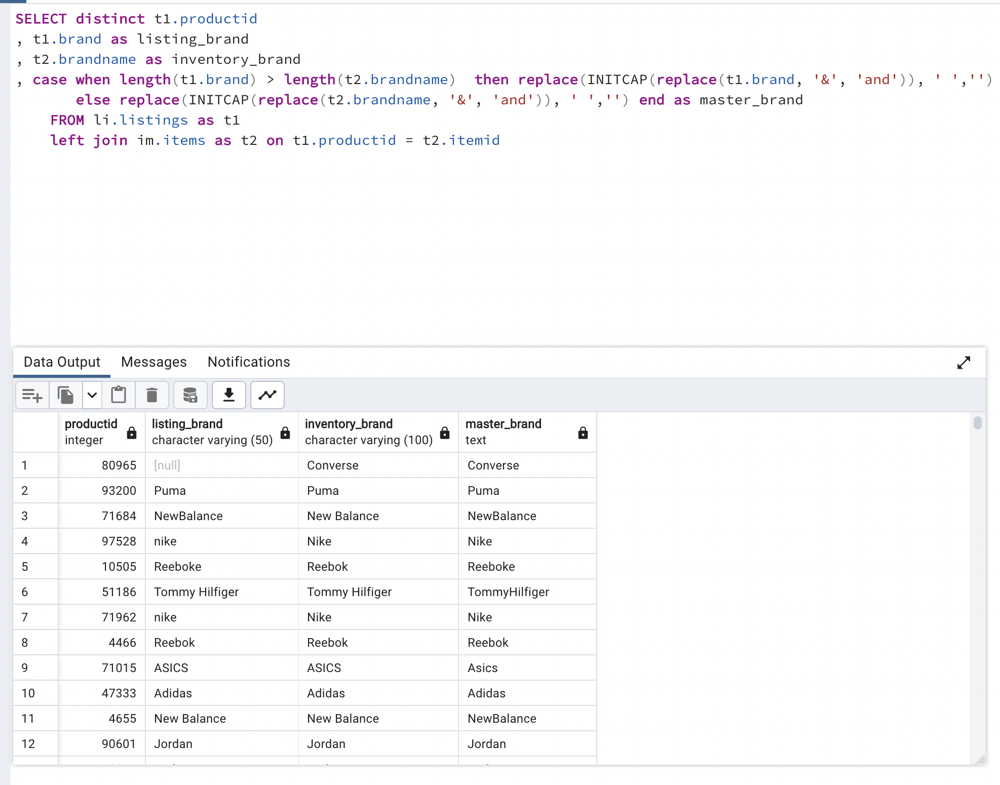 SELECT distinct t1.productid
, t1.brand as listing_brand
, t2.brandname as inventory_brand
, case when length(t1.brand) > length(t2.brandname)  then replace(INITCAP(replace(t1.brand, '&', 'and')), ' ','')
else replace(INITCAP(replace(t2.brandname, '&', 'and')), ' ','') end as master_brand
FROM li.listings as t1
left join im.items as t2 on t1.productid = t2.itemid
Data Output Messages Notifications
productid listing_brand inventory_brand master_brand
integer character varying (50) character varying (100) text
1 80965 [null] Converse Converse
2 93200 Puma Puma Puma
3 71684 NewBalance New Balance NewBalance
4 97528 nike Nike Nike
5 10505 Reeboke Reebok Reeboke
6 51186 Tommy Hilfiger Tommy Hilfiger TommyHilfiger
7 71962 nike Nike Nike
8 4466 Reebok Reebok Reebok
9 71015 ASICS ASICS Asics
10 47333 Adidas Adidas Adidas
11 4655 New Balance New Balance NewBalance
12 90601 Jordan Jordan Jordan